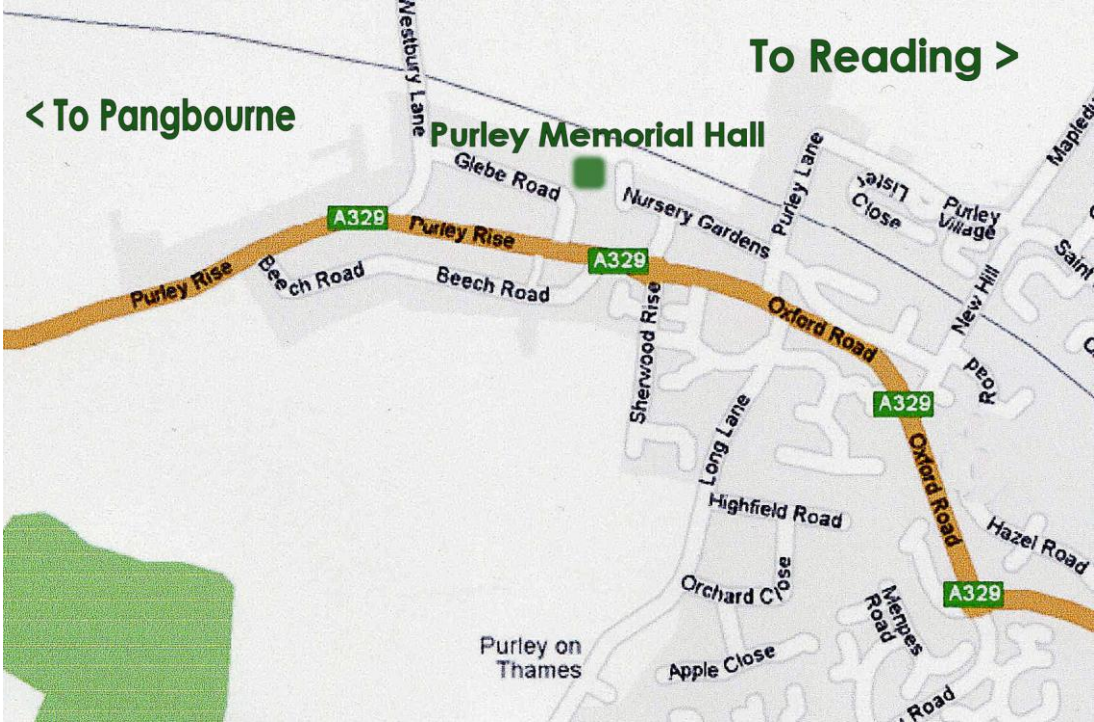 Westbury Lane
To Reading >
< To Pangbourne
Purley Memorial Hall
Glebe Road
Nursery Gardens
Purley Lane
Lister
Close
Purley
Village
A329
Purley Rise
A329
Purley Rise
Beech Road
Beech Road
Sherwood Rise
Oxford Road
New Hill
Road
A329
Oxford Road
Long Lane
Highfield Road
Hazel Road
Orchard Close
A329
Menpes
Road
Purley on
Thames
Apple Close
Road
Saint